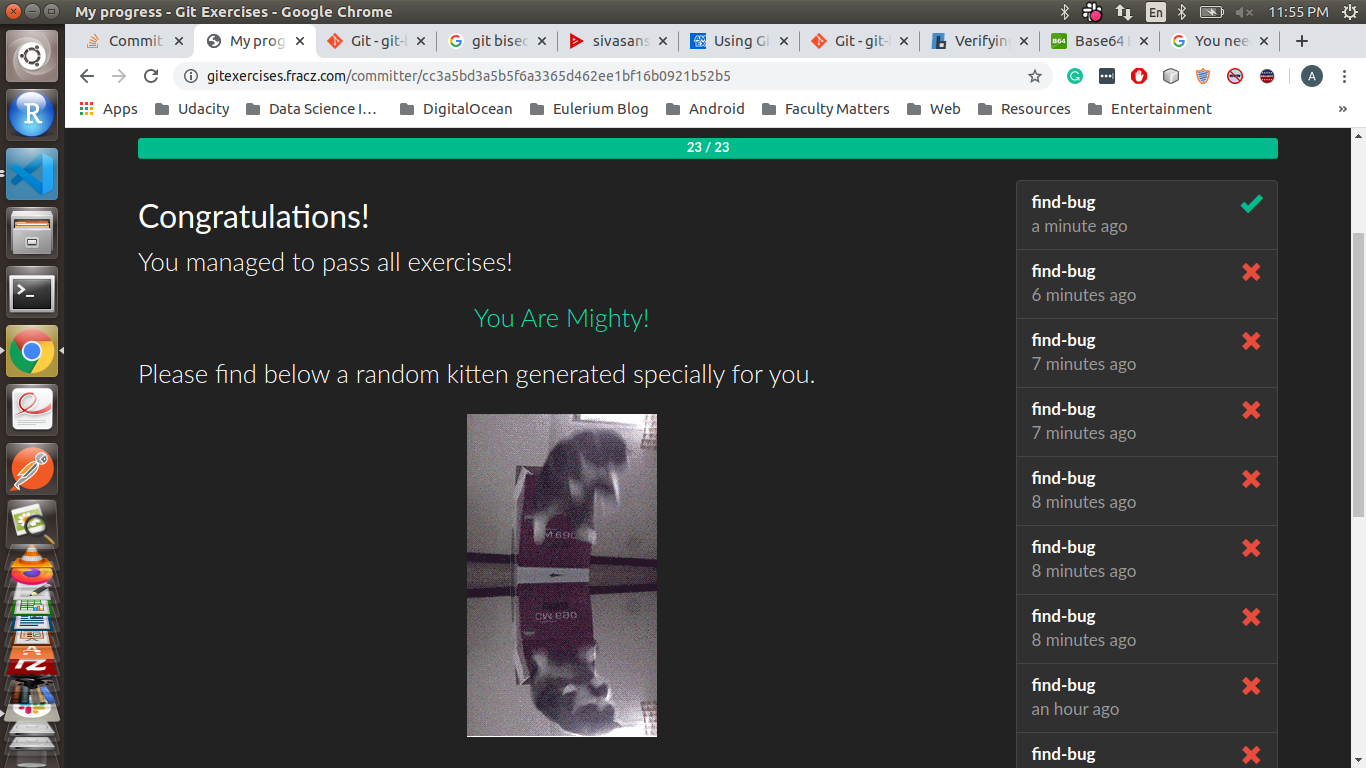 My progress - Git Exercises - Google Chrome
En
11:55 PM
Commit
My prog
Git - git-l
git bisec
sivasans
Using Gi
Git - git-l
Verifying
B64
Base64 E
You nee
gitexercises.fracz.com/committer/cc3a5bd3a5b5f6a3365d462ee1bf16b0921b52b5
A
Apps
Udacity
Data Science I...
DigitalOcean
Eulerium Blog
Android
Faculty Matters
Web
Resources
Entertainment
»
23 / 23
Congratulations!
You managed to pass all exercises!
You Are Mighty!
Please find below a random kitten generated specially for you.
find-bug
a minute ago
find-bug
6 minutes ago
find-bug
7 minutes ago
find-bug
7 minutes ago
find-bug
8 minutes ago
find-bug
8 minutes ago
find-bug
8 minutes ago
find-bug
an hour ago
find-bug